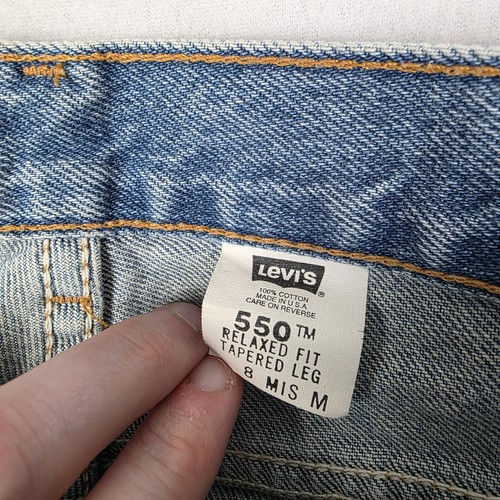 LEVI'S ®
100% COTTON
MADE IN U.S.A.
CARE ON REVERSE
550™
RELAXED FIT
TAPERED LEG
8 MIS M